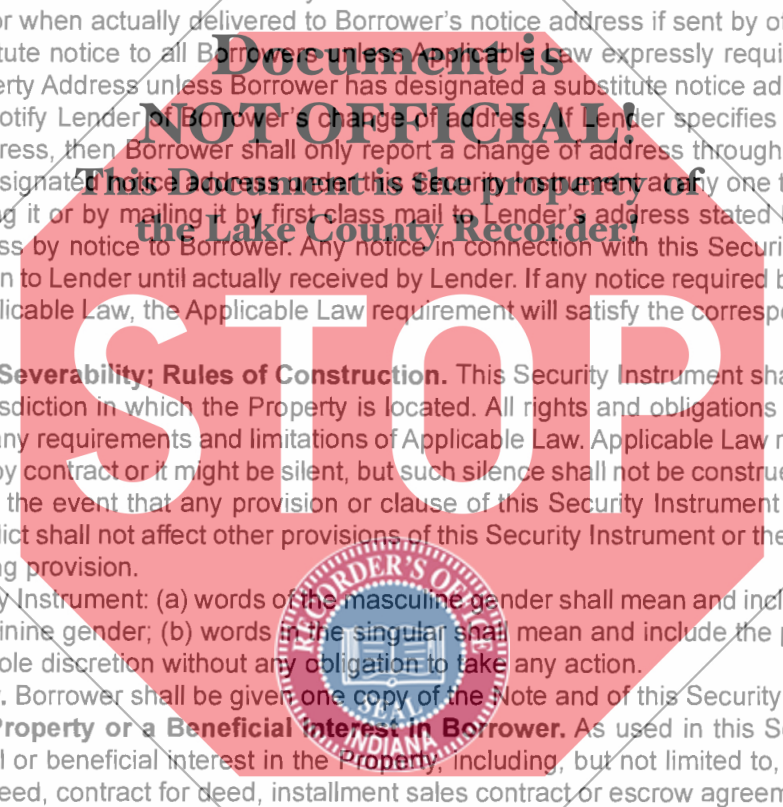 or when actually delivered to Borrower's notice address if sent by o
tute notice to all Borrowers unless Applicable Law expressly requi
Document is
erty Address unless Borrower has designated a substitute notice ad
otify Lender of Borrower's change of address. If Lender specifies
NOT OFFICIAL!
ress, then Borrower shall only report a change of address through
signated notice address under this Security Instrument at any one t
This Document is the property of
ng it or by mailing it by first class mail to Lender's address stated
the Lake County Recorder!
ss by notice to Borrower. Any notice in connection with this Securi
n to Lender until actually received by Lender. If any notice required b
licable Law, the Applicable Law requirement will satisfy the correspo
STOP
Severability; Rules of Construction. This Security Instrument sha
isdiction in which the Property is located. All rights and obligations
any requirements and limitations of Applicable Law. Applicable Law
by contract or it might be silent, but such silence shall not be construe
the event that any provision or clause of this Security Instrument
lict shall not affect other provisions of this Security Instrument or the
ng provision.
y Instrument: (a) words of the masculine gender shall mean and incl
inine gender; (b) words in the singular shall mean and include the
ole discretion without any obligation to take any action.
. Borrower shall be given one copy of the Note and of this Security
Property or a Beneficial Interest in Borrower. As used in this S
l or beneficial interest in the Property, including, but not limited to,
eed, contract for deed, installment sales contract or escrow agreem
RECORDER'S OFFICE
SEAL
INDIANA